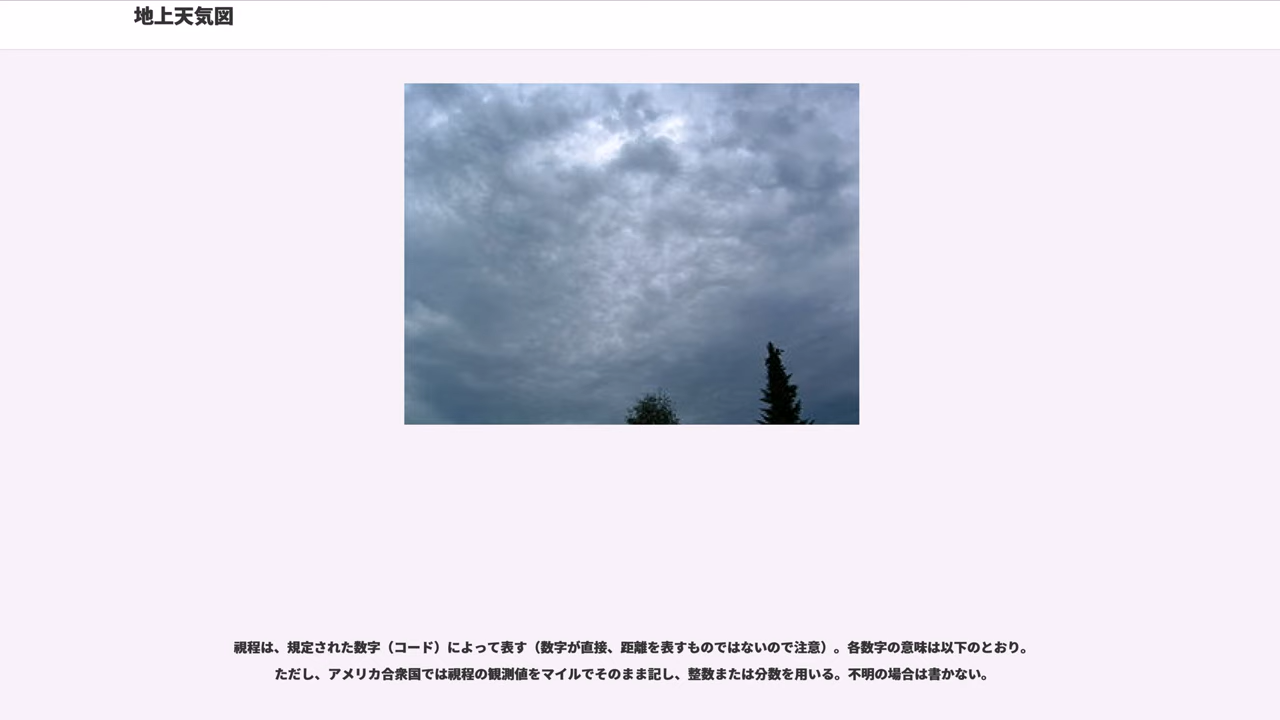 地上天気図
視程は、規定された数字（コード）によって表す（数字が直接、距離を表すものではないので注意）。各数字の意味は以下のとおり。
ただし、アメリカ合衆国では視程の観測値をマイルでそのまま記し、整数または分数を用いる。不明の場合は書かない。